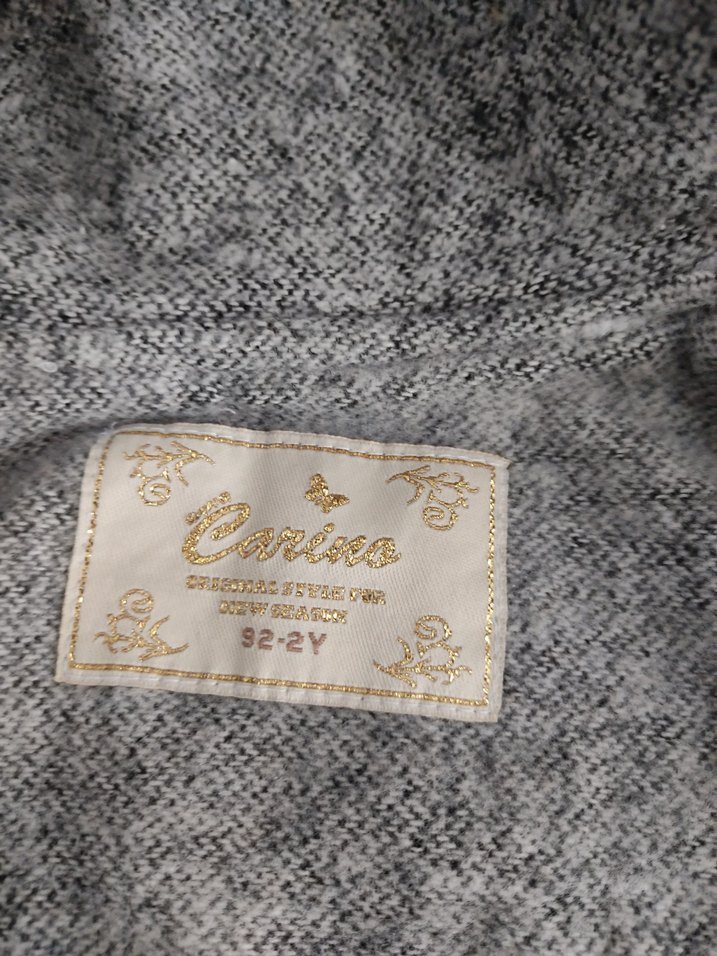 Carino
ORIGINAL STYLE FOR
NEW SEASON
92-2Y